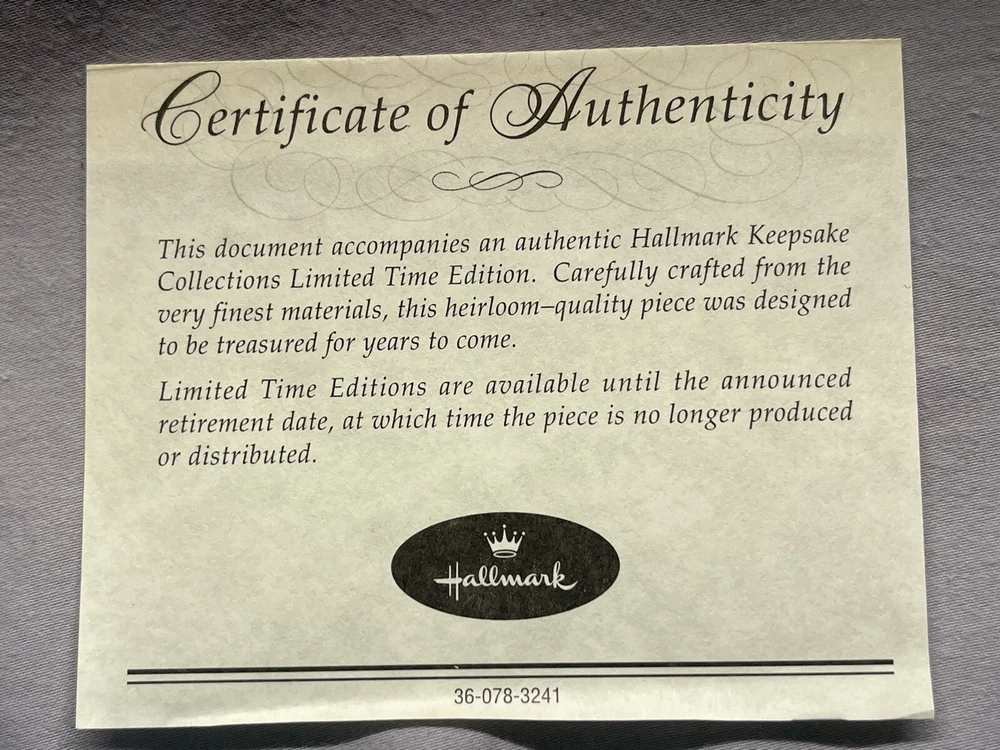 Certificate of Authenticity
This document accompanies an authentic Hallmark Keepsake
Collections Limited Time Edition. Carefully crafted from the
very finest materials, this heirloom–quality piece was designed
to be treasured for years to come.
Limited Time Editions are available until the announced
retirement date, at which time the piece is no longer produced
or distributed.
Hallmark
36-078-3241